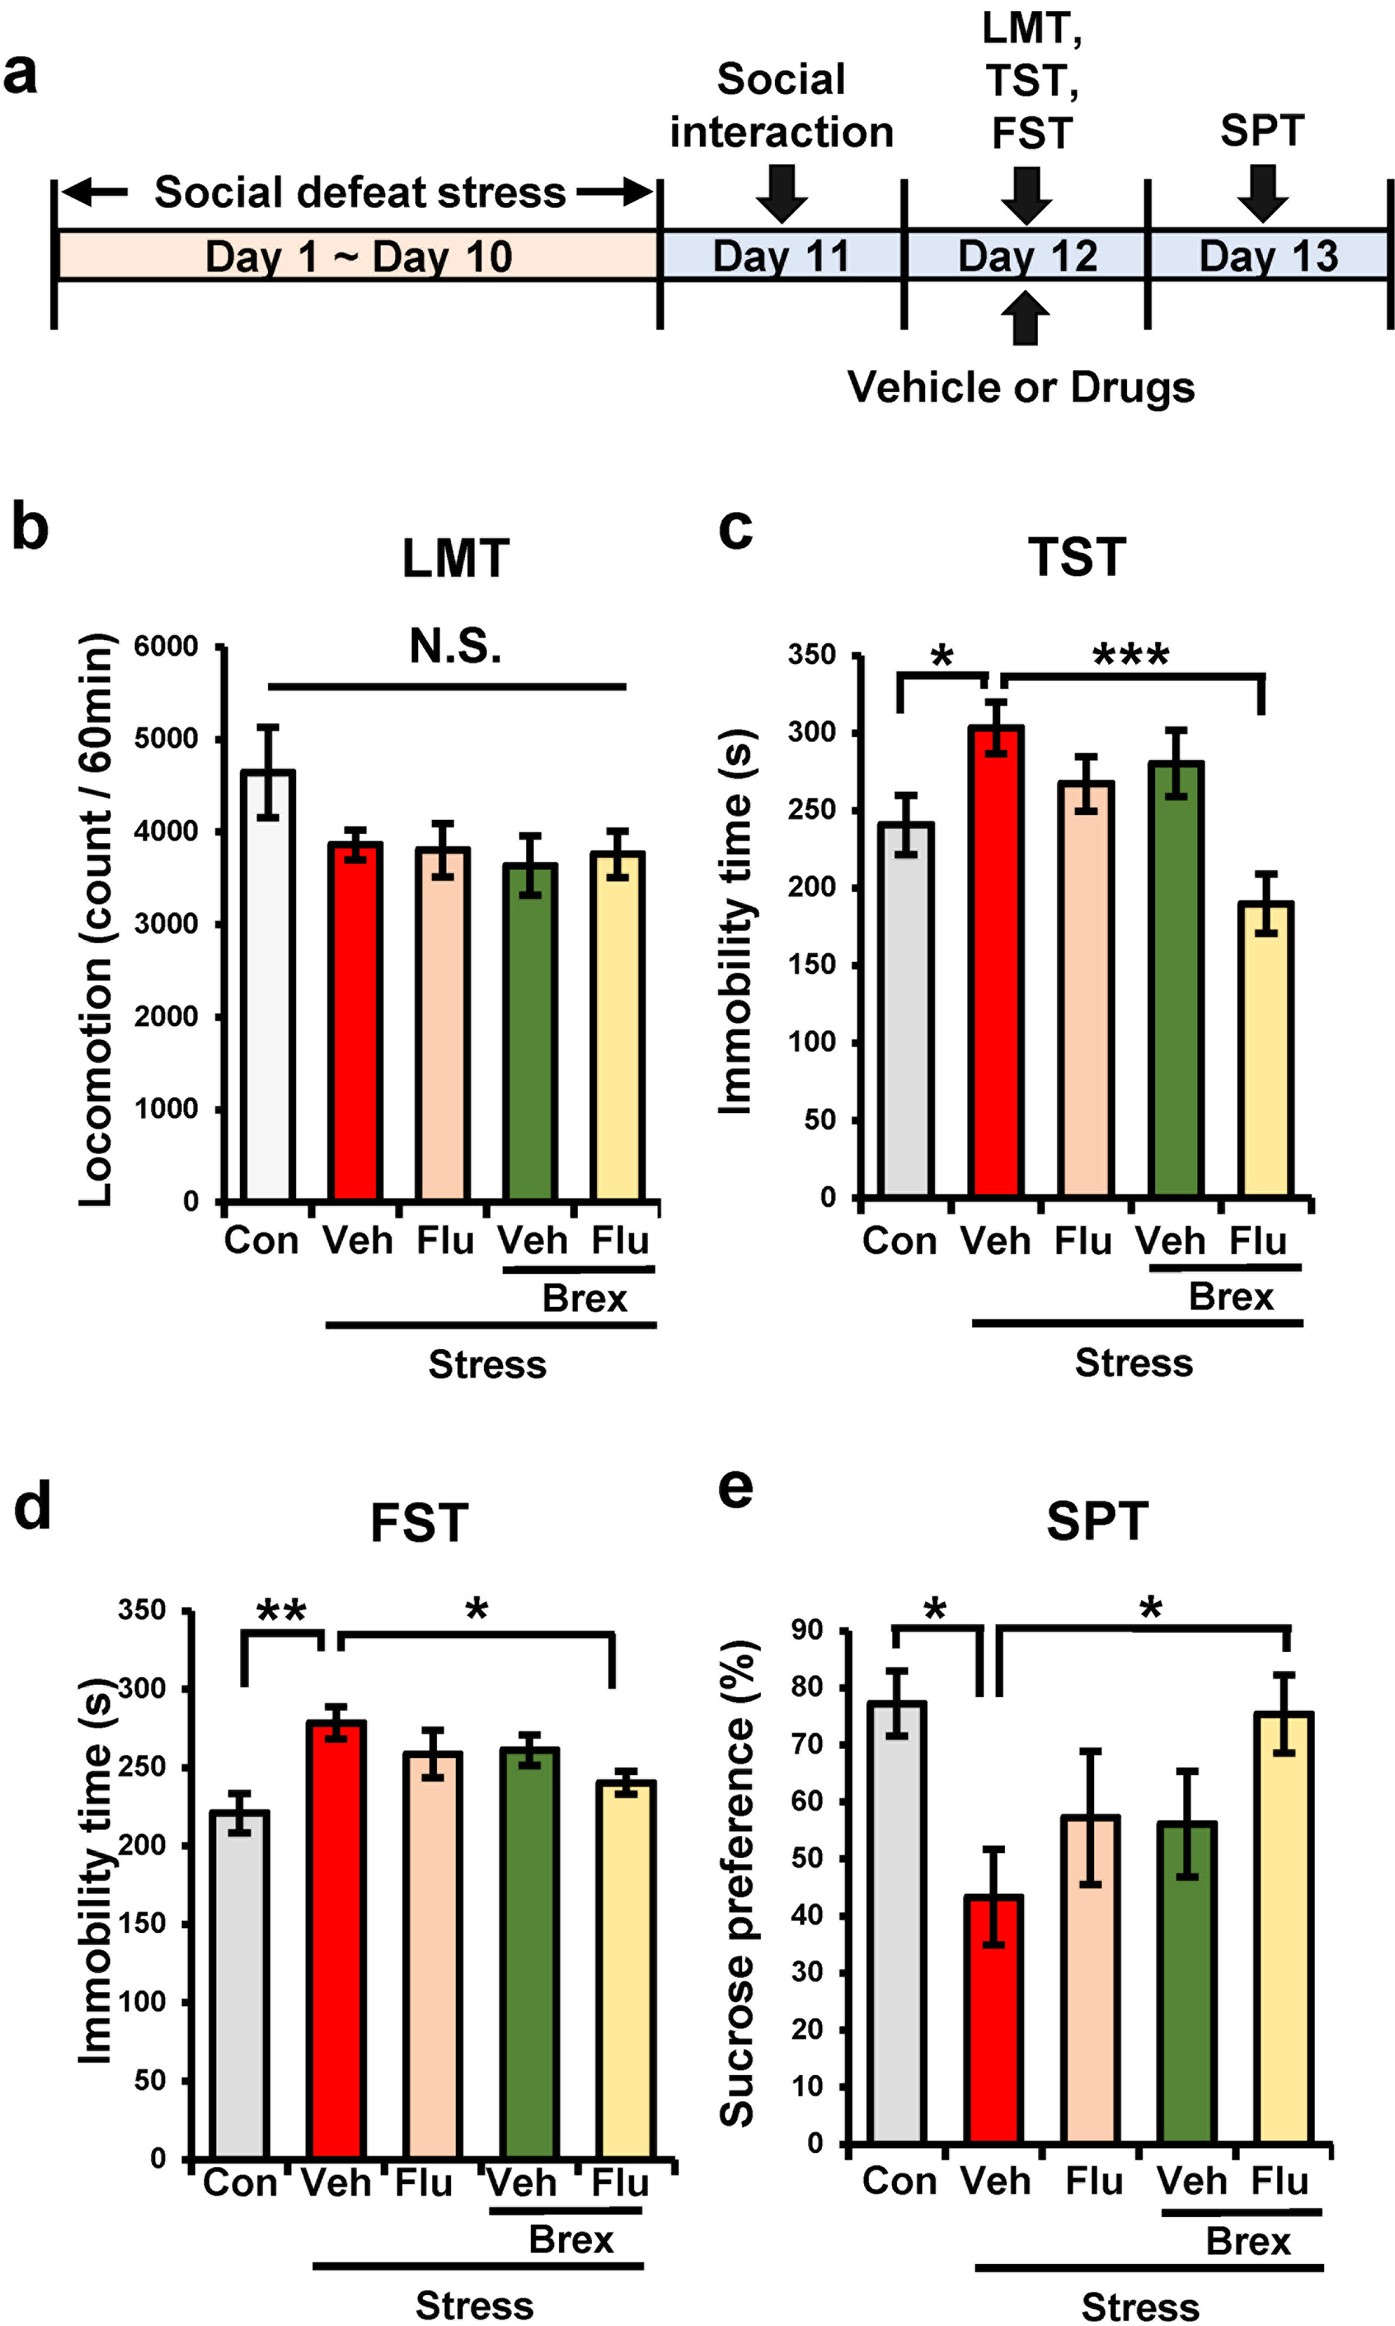 a
Social
interaction
LMT,
TST,
FST
SPT
Social defeat stress
Day 1 ~ Day 10
Day 11
Day 12
Day 13
Vehicle or Drugs
b
LMT
N.S.
Locomotion (count / 60min)
6000
5000
4000
3000
2000
1000
0
Con Veh Flu Veh Flu
Brex
Stress
c
TST
* ***
Immobility time (s)
350
300
250
200
150
100
50
0
Con Veh Flu Veh Flu
Brex
Stress
d
FST
** *
Immobility time (s)
350
300
250
200
150
100
50
0
Con Veh Flu Veh Flu
Brex
Stress
e
SPT
* *
Sucrose preference (%)
90
80
70
60
50
40
30
20
10
0
Con Veh Flu Veh Flu
Brex
Stress